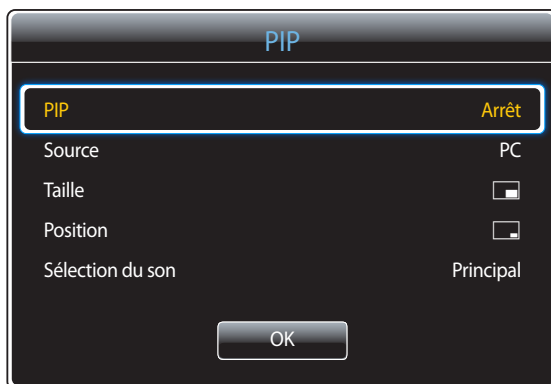 PIP
PIP Arrêt
Source PC
Taille
Position
Sélection du son Principal
OK